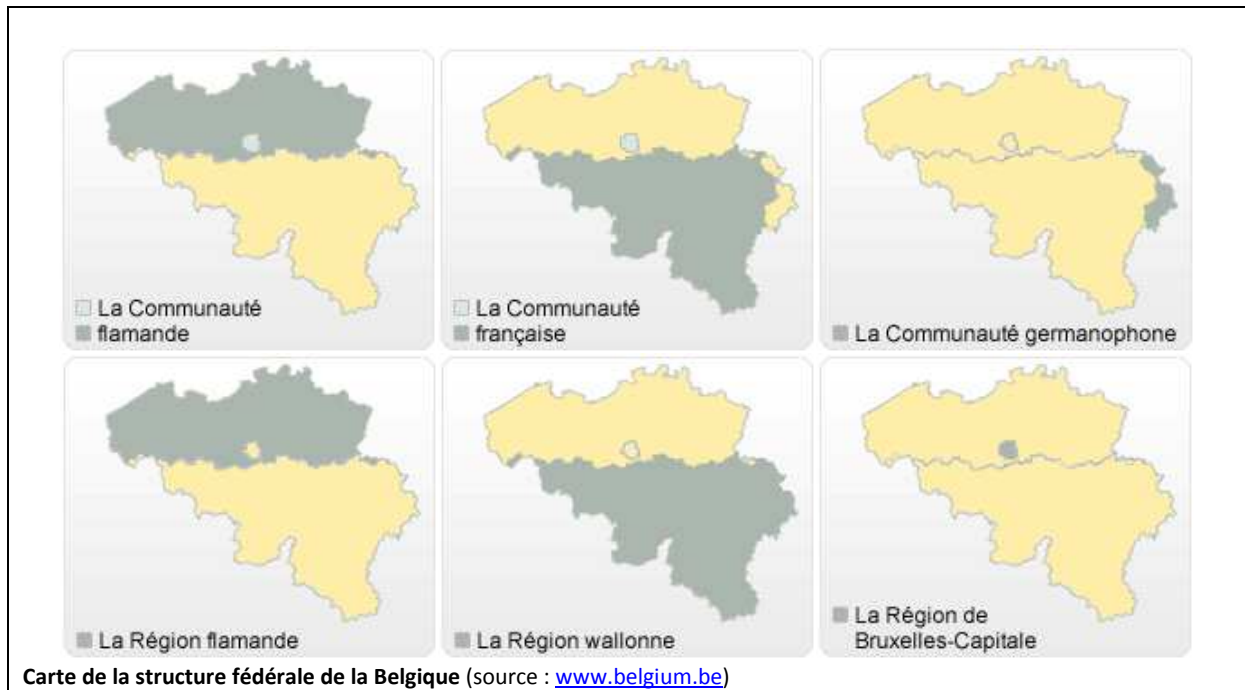 La Communauté
flamande
La Communauté
française
La Communauté germanophone
La Région flamande
La Région wallonne
La Région de
Bruxelles-Capitale
Carte de la structure fédérale de la Belgique (source : www.belgium.be)